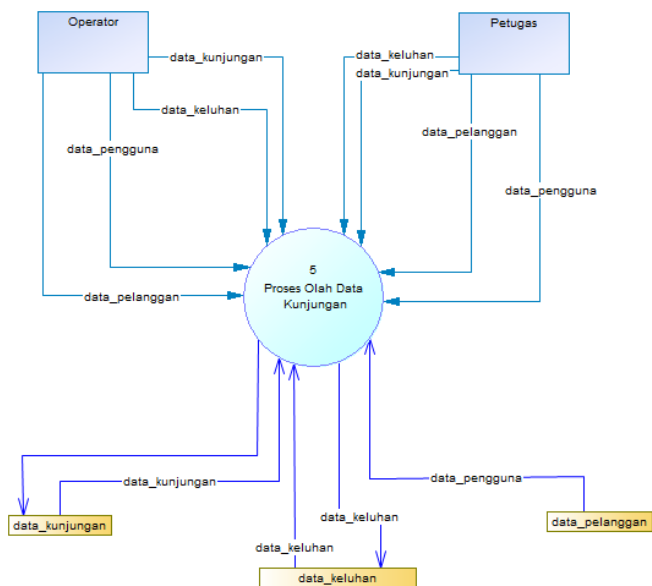 Operator
Petugas
data_kunjungan
data_keluhan
data_kunjungan
data_keluhan
data_pelanggan
data_pengguna
data_pengguna
5
Proses Olah Data
Kunjungan
data_pelanggan
data_kunjungan
data_pengguna
data_keluhan
data_kunjungan
data_pelanggan
data_keluhan
data_keluhan